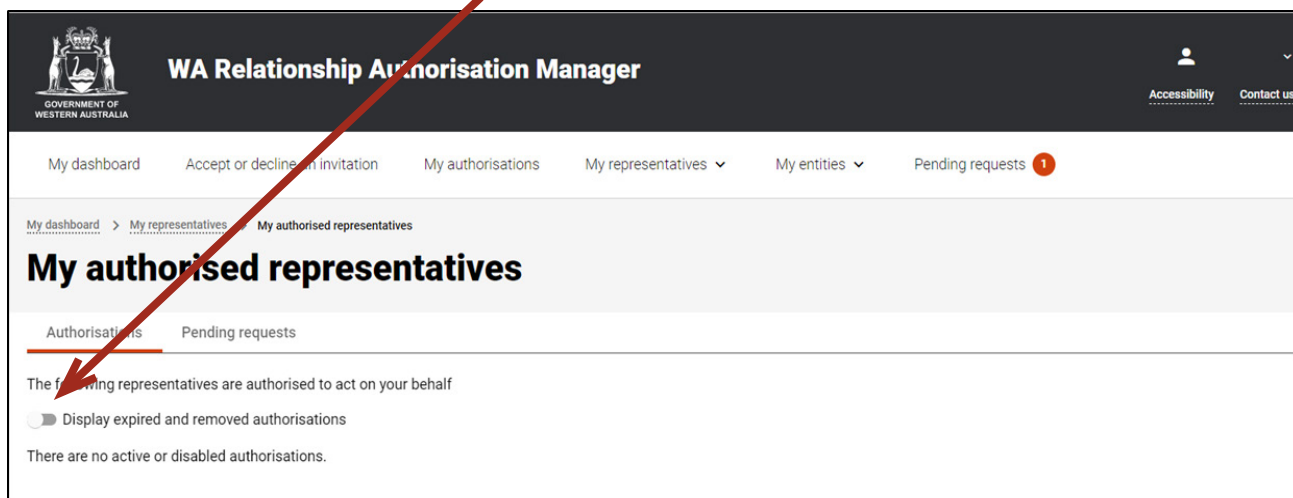 GOVERNMENT OF
WESTERN AUSTRALIA
WA Relationship Authorisation Manager
Accessibility Contact us
My dashboard Accept or decline an invitation My authorisations My representatives My entities Pending requests 1
My dashboard > My representatives > My authorised representatives
My authorised representatives
Authorisations Pending requests
The following representatives are authorised to act on your behalf
Display expired and removed authorisations
There are no active or disabled authorisations.